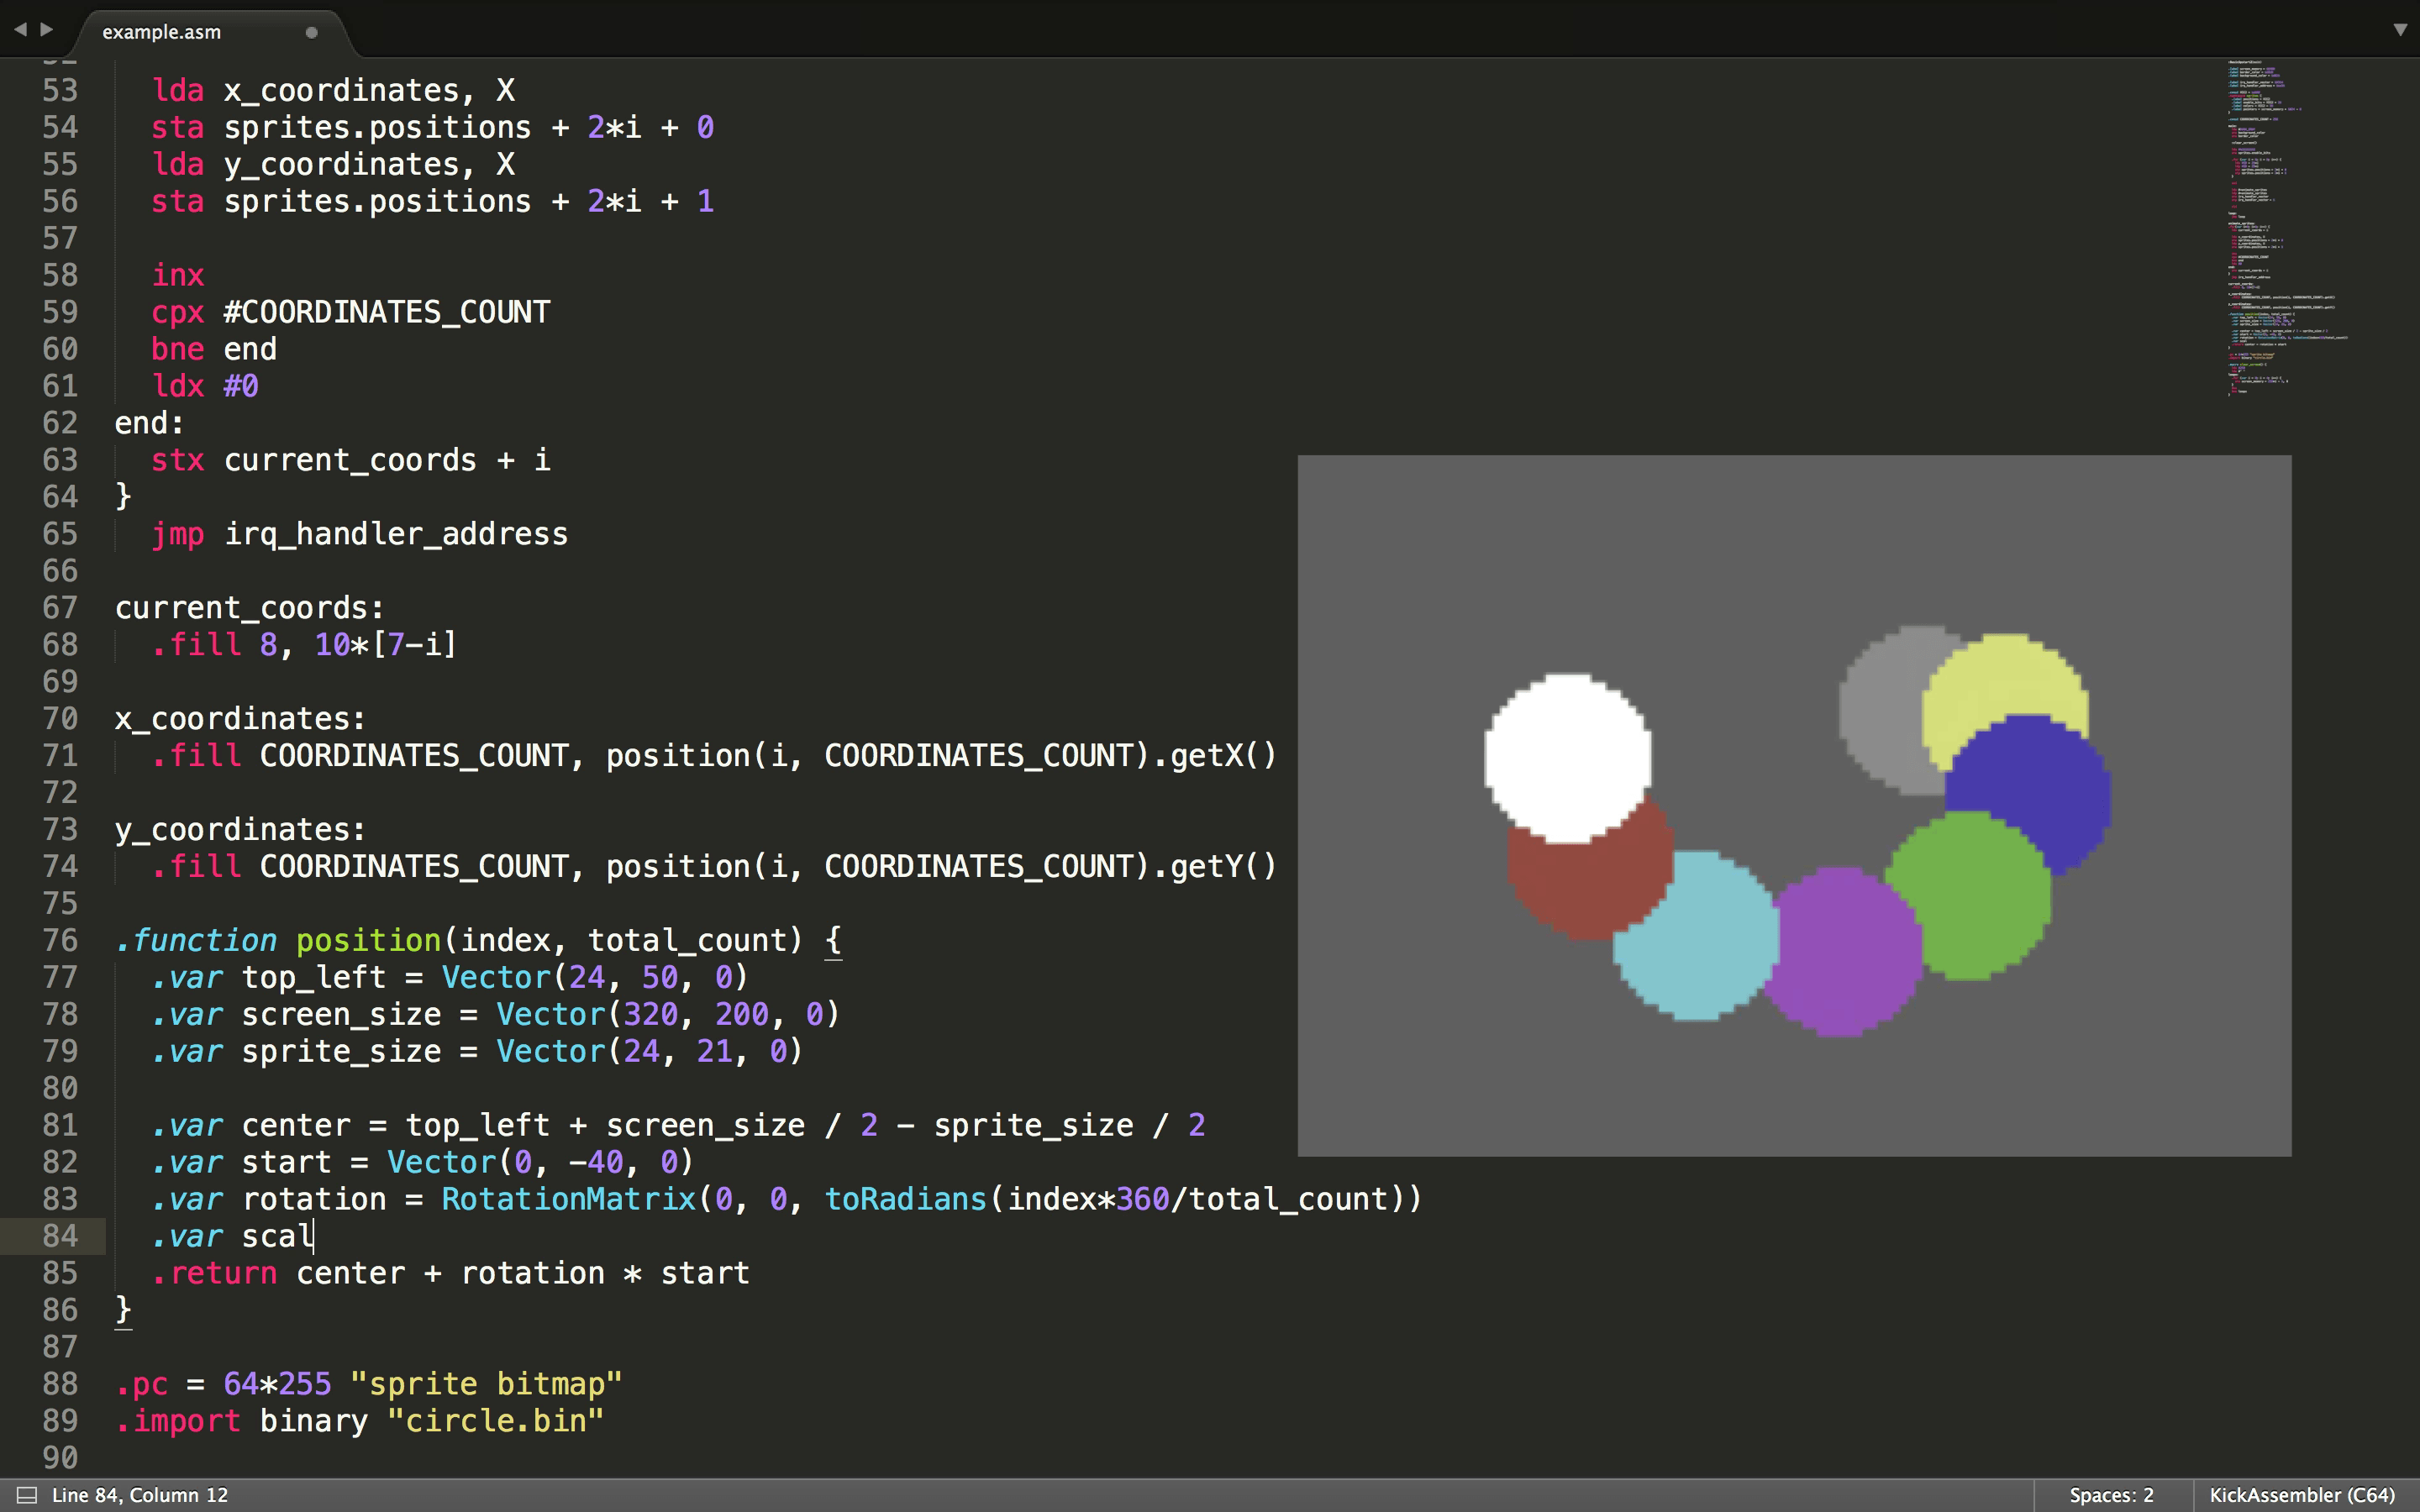 example.asm
53 lda x_coordinates, X
54 sta sprites.positions + 2*i + 0
55 lda y_coordinates, X
56 sta sprites.positions + 2*i + 1
57
58 inx
59 cpx #COORDINATES_COUNT
60 bne end
61 ldx #0
62 end:
63 stx current_coords + i
64 }
65 jmp irq_handler_address
66
67 current_coords:
68 .fill 8, 10*[7-i]
69
70 x_coordinates:
71 .fill COORDINATES_COUNT, position(i, COORDINATES_COUNT).getX()
72
73 y_coordinates:
74 .fill COORDINATES_COUNT, position(i, COORDINATES_COUNT).getY()
75
76 .function position(index, total_count) {
77 .var top_left = Vector(24, 50, 0)
78 .var screen_size = Vector(320, 200, 0)
79 .var sprite_size = Vector(24, 21, 0)
80
81 .var center = top_left + screen_size / 2 - sprite_size / 2
82 .var start = Vector(0, -40, 0)
83 .var rotation = RotationMatrix(0, 0, toRadians(index*360/total_count))
84 .var scal
85 .return center + rotation * start
86 }
87
88 .pc = 64*255 "sprite bitmap"
89 .import binary "circle.bin"
90
Line 84, Column 12
Spaces: 2
KickAssembler (C64)